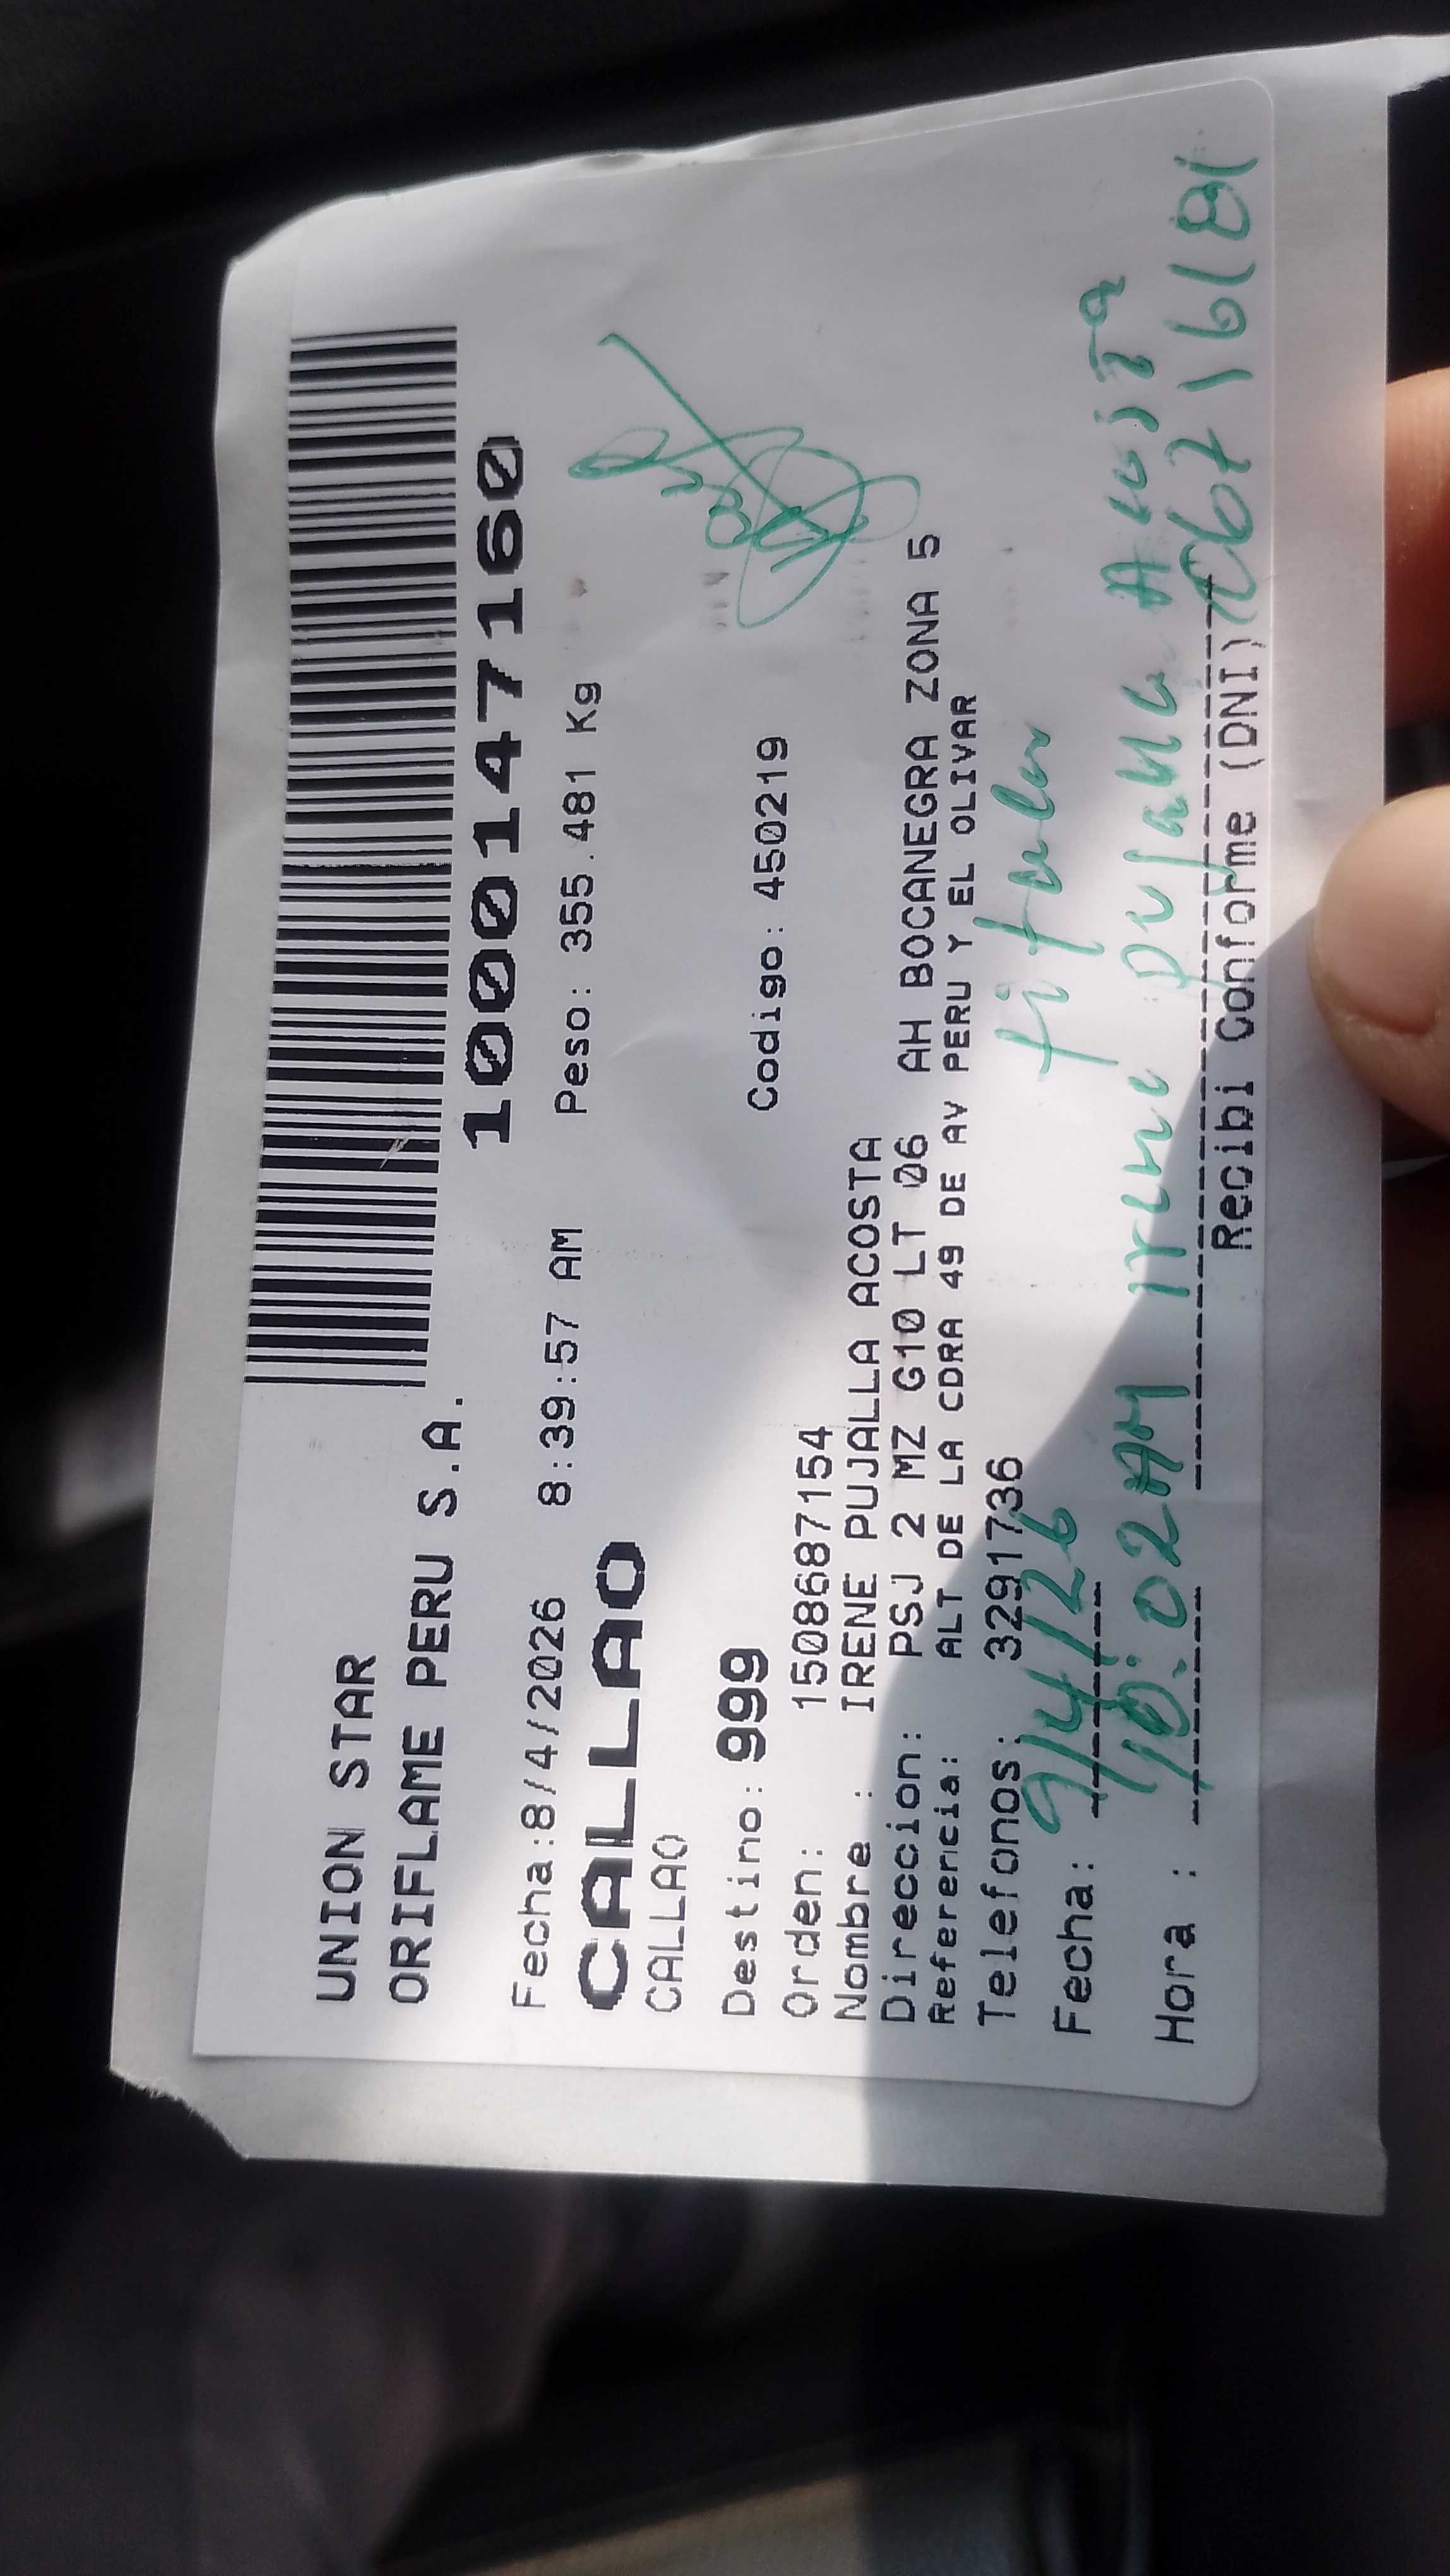 UNION STAR
ORIFLAME PERU S.A.
1000147160
Fecha:8/4/2026 8:39:57 AM Peso: 355.481 Kg
CALLAO
CALLAO
Destino: 999 Codigo: 450219
Orden: 1508687154
Nombre : IRENE PUJALLA ACOSTA
Direccion: PSJ 2 MZ G10 LT 06 AH BOCANEGRA ZONA 5
Referencia: ALT DE LA CDRA 49 DE AV PERU Y EL OLIVAR
Telefonos: 3291736
titular
Fecha: 9/4/26
Hora : 10:02AM Irene Pujalla Acosta
Recibi Conforme (DNI)